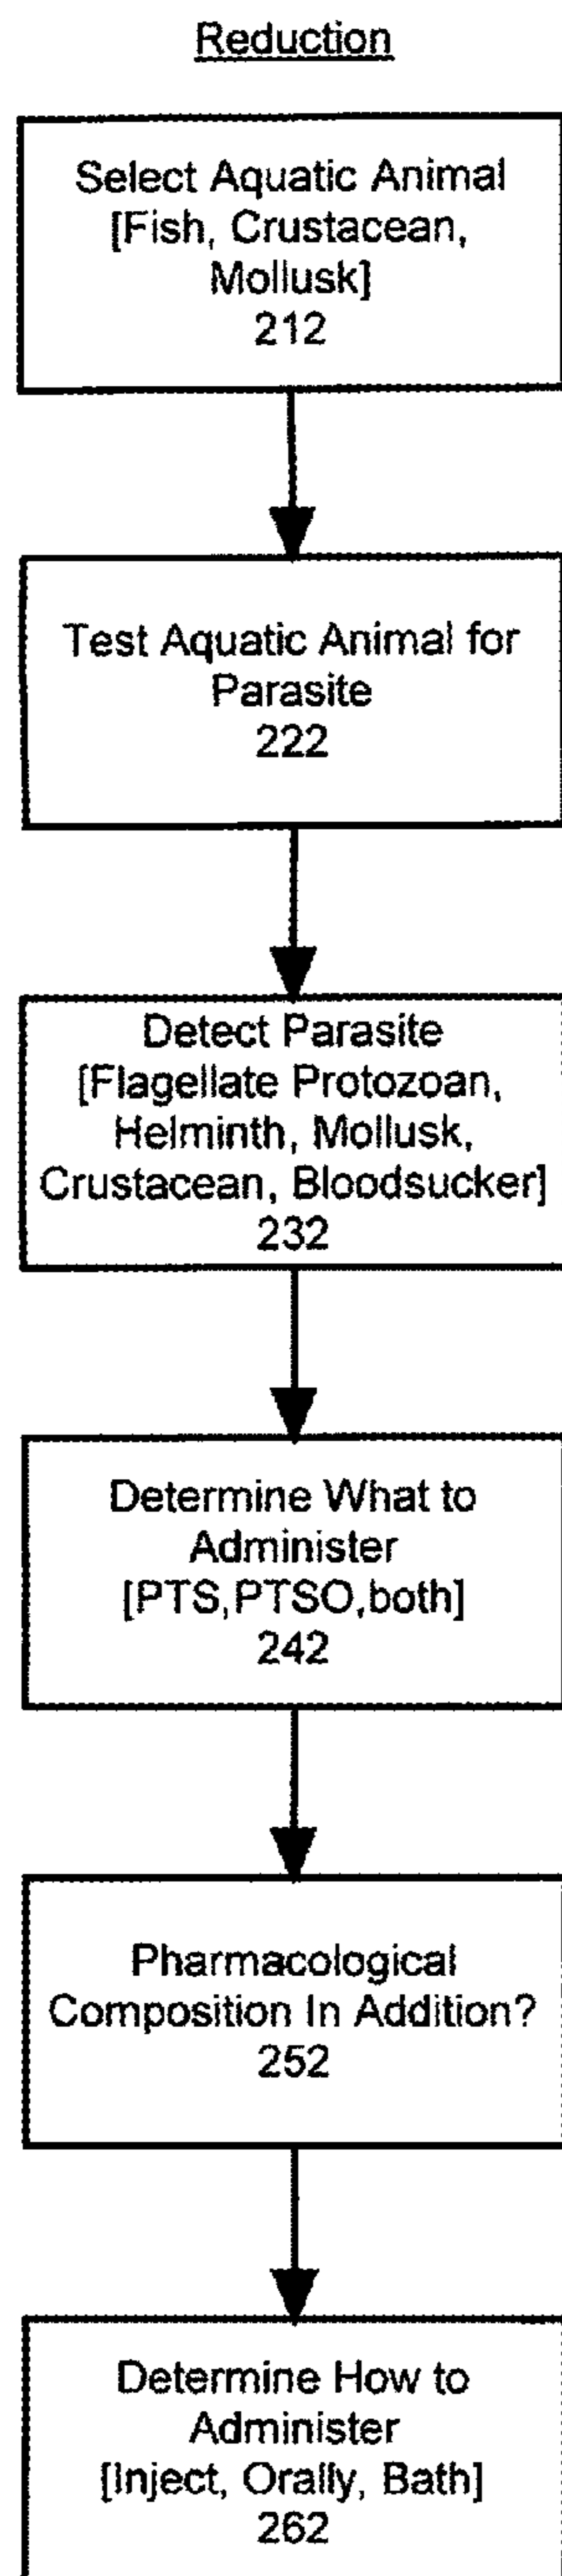 Reduction
Select Aquatic Animal
[Fish, Crustacean,
Mollusk]
212
Test Aquatic Animal for
Parasite
222
Detect Parasite
[Flagellate Protozoan,
Helminth, Mollusk,
Crustacean, Bloodsucker]
232
Determine What to
Administer
[PTS,PTSO,both]
242
Pharmacological
Composition In Addition?
252
Determine How to
Administer
[Inject, Orally, Bath]
262